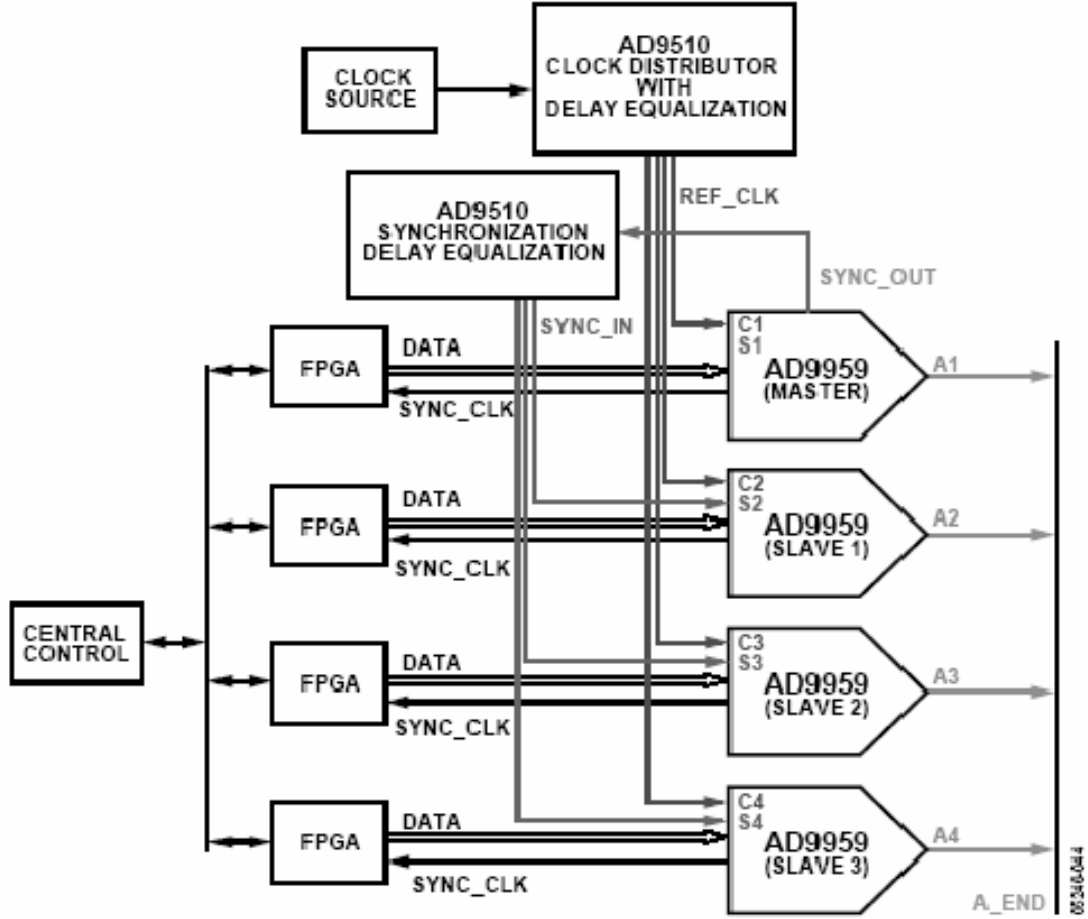 AD9510
CLOCK DISTRIBUTOR
WITH
DELAY EQUALIZATION
CLOCK
SOURCE
REF_CLK
AD9510
SYNCHRONIZATION
DELAY EQUALIZATION
SYNC_OUT
SYNC_IN
FPGA
DATA
SYNC_CLK
C1
S1
AD9959
(MASTER)
A1
FPGA
DATA
SYNC_CLK
C2
S2
AD9959
(SLAVE 1)
A2
CENTRAL
CONTROL
FPGA
DATA
SYNC_CLK
C3
S3
AD9959
(SLAVE 2)
A3
FPGA
DATA
SYNC_CLK
C4
S4
AD9959
(SLAVE 3)
A4
A_END